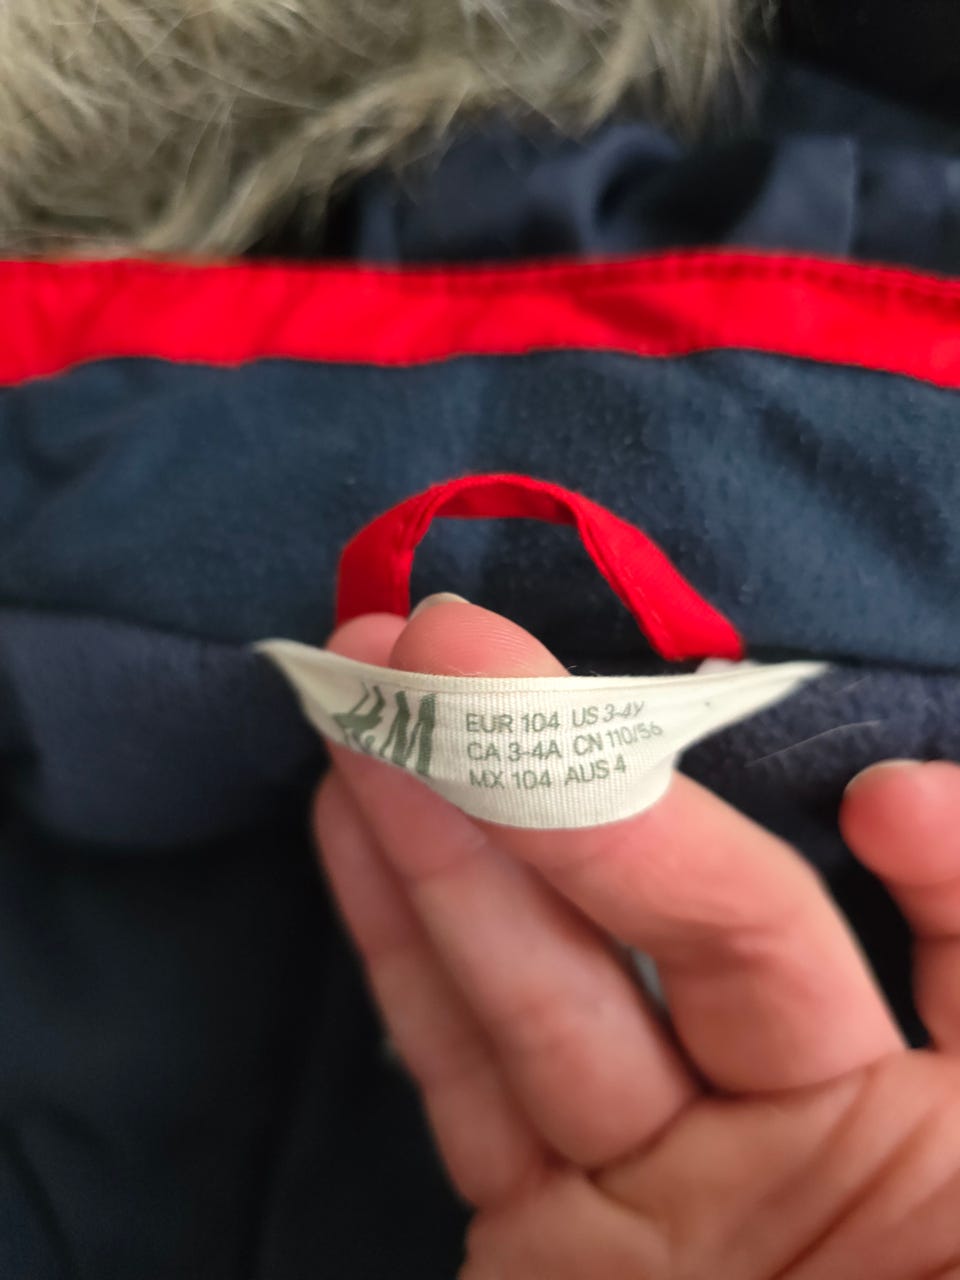 H&M
EUR 104 US 3-4Y
CA 3-4A CN 110/56
MX 104 AUS 4